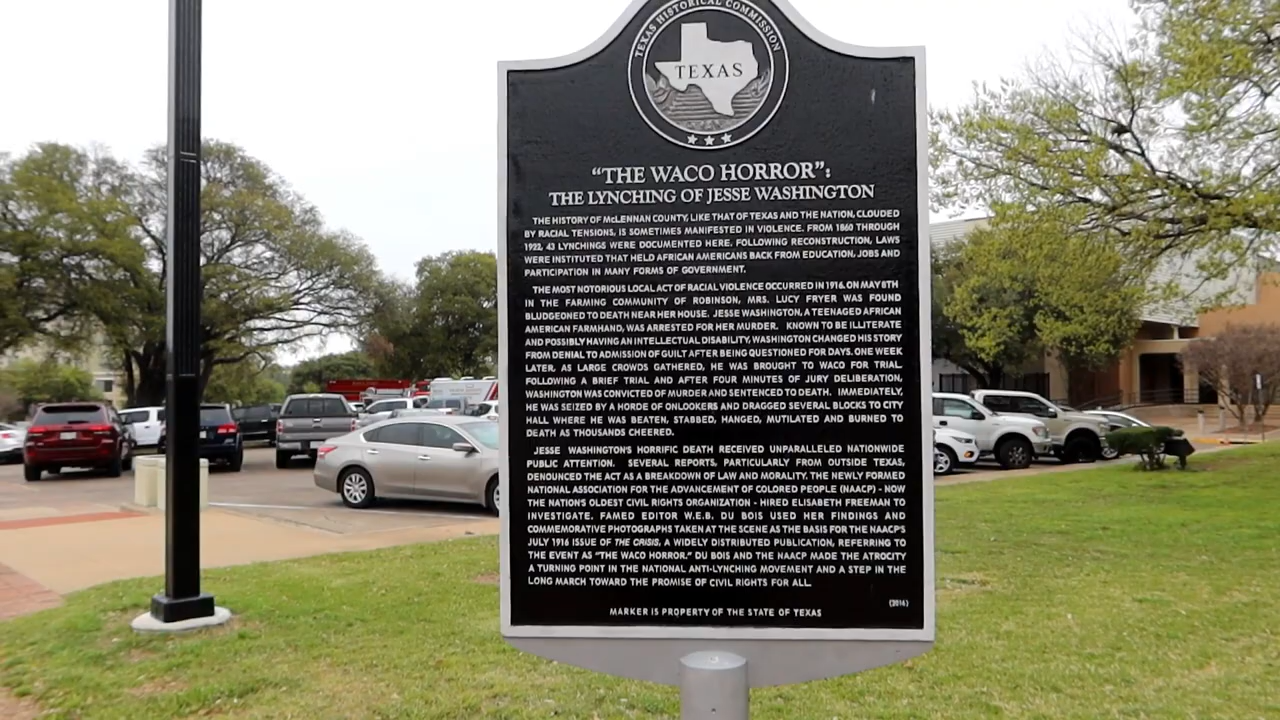 TEXAS HISTORICAL COMMISSION
TEXAS
"THE WACO HORROR":
THE LYNCHING OF JESSE WASHINGTON
THE HISTORY OF McLENNAN COUNTY, LIKE THAT OF TEXAS AND THE NATION, CLOUDED
BY RACIAL TENSIONS, IS SOMETIMES MANIFESTED IN VIOLENCE. FROM 1860 THROUGH
1922, 43 LYNCHINGS WERE DOCUMENTED HERE. FOLLOWING RECONSTRUCTION, LAWS
WERE INSTITUTED THAT HELD AFRICAN AMERICANS BACK FROM EDUCATION, JOBS AND
PARTICIPATION IN MANY FORMS OF GOVERNMENT.
THE MOST NOTORIOUS LOCAL ACT OF RACIAL VIOLENCE OCCURRED IN 1916. ON MAY 8TH
IN THE FARMING COMMUNITY OF ROBINSON, MRS. LUCY FRYER WAS FOUND
BLUDGEONED TO DEATH NEAR HER HOUSE. JESSE WASHINGTON, A TEENAGED AFRICAN
AMERICAN FARMHAND, WAS ARRESTED FOR HER MURDER. KNOWN TO BE ILLITERATE
AND POSSIBLY HAVING AN INTELLECTUAL DISABILITY, WASHINGTON CHANGED HIS STORY
FROM DENIAL TO ADMISSION OF GUILT AFTER BEING QUESTIONED FOR DAYS. ONE WEEK
LATER, AS LARGE CROWDS GATHERED, HE WAS BROUGHT TO WACO FOR TRIAL.
FOLLOWING A BRIEF TRIAL AND AFTER FOUR MINUTES OF JURY DELIBERATION,
WASHINGTON WAS CONVICTED OF MURDER AND SENTENCED TO DEATH. IMMEDIATELY,
HE WAS SEIZED BY A HORDE OF ONLOOKERS AND DRAGGED SEVERAL BLOCKS TO CITY
HALL WHERE HE WAS BEATEN, STABBED, HANGED, MUTILATED AND BURNED TO
DEATH AS THOUSANDS CHEERED.
JESSE WASHINGTON'S HORRIFIC DEATH RECEIVED UNPARALLELED NATIONWIDE
PUBLIC ATTENTION. SEVERAL REPORTS, PARTICULARLY FROM OUTSIDE TEXAS,
DENOUNCED THE ACT AS A BREAKDOWN OF LAW AND MORALITY. THE NEWLY FORMED
NATIONAL ASSOCIATION FOR THE ADVANCEMENT OF COLORED PEOPLE (NAACP) - NOW
THE NATION'S OLDEST CIVIL RIGHTS ORGANIZATION - HIRED ELISABETH FREEMAN TO
INVESTIGATE. FAMED EDITOR W.E.B. DU BOIS USED HER FINDINGS AND
COMMEMORATIVE PHOTOGRAPHS TAKEN AT THE SCENE AS THE BASIS FOR THE NAACP'S
JULY 1916 ISSUE OF THE CRISIS, A WIDELY DISTRIBUTED PUBLICATION, REFERRING TO
THE EVENT AS "THE WACO HORROR." DU BOIS AND THE NAACP MADE THE ATROCITY
A TURNING POINT IN THE NATIONAL ANTI-LYNCHING MOVEMENT AND A STEP IN THE
LONG MARCH TOWARD THE PROMISE OF CIVIL RIGHTS FOR ALL.
(2016)
MARKER IS PROPERTY OF THE STATE OF TEXAS